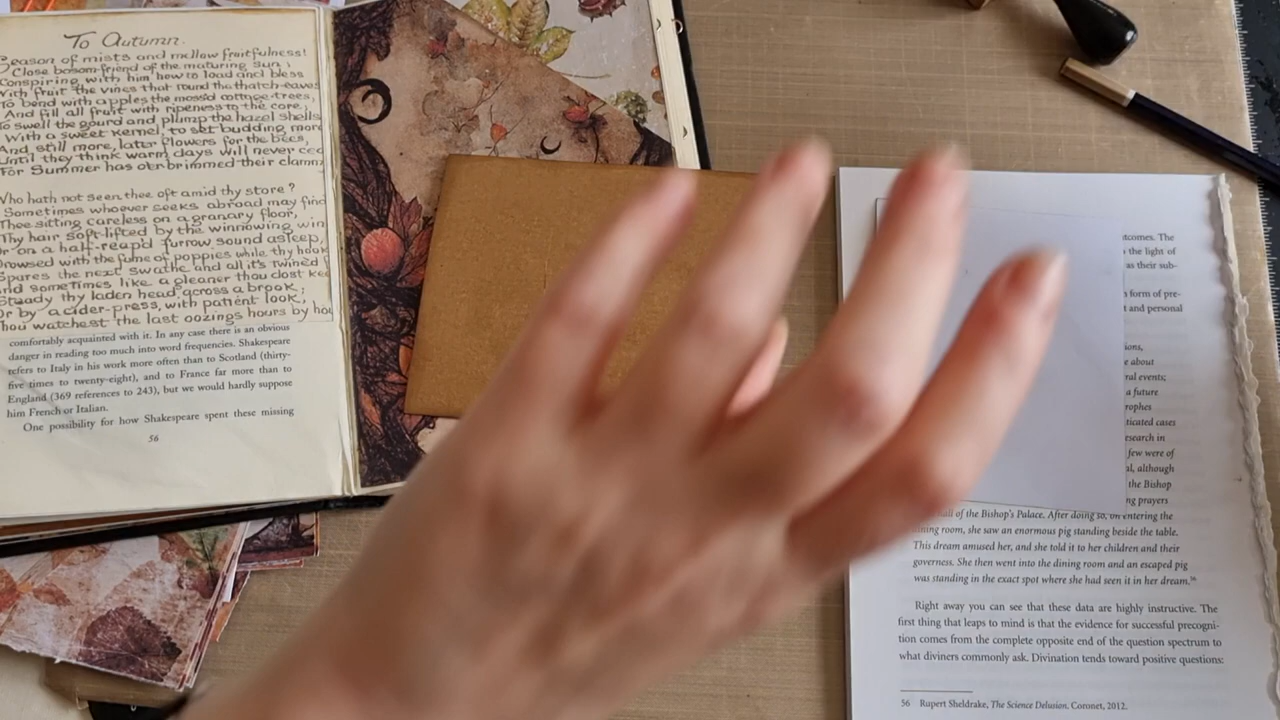 To Autumn.
Season of mists and mellow fruitfulness!
Close bosom-friend of the maturing sun;
Conspiring with him how to load and bless
With fruit the vines that round the thatch-eaves
To bend with apples the moss'd cottage-trees,
And fill all fruit with ripeness to the core;
To swell the gourd and plump the hazel shells
With a sweet kernel; to set budding more
And still more, later flowers for the bees,
Until they think warm days will never
For Summer has o'er-brimmed their
Who hath not seen thee oft amid thy store?
Sometimes whoever seeks abroad may find
Thee sitting careless on a granary floor,
Thy hair soft-lifted by the winnowing
Or on a half-reap'd furrow sound asleep,
Drowsed with the fume of poppies while thy hook
Spares the next swathe and all it's twined
And sometimes like a gleaner thou dost
Steady thy laden head across a brook;
Or by a cider-press, with patient look,
Thou watchest the last oozings hours by
comfortably acquainted with it. In any case there is an obvious
danger in reading too much into word frequencies. Shakespeare
refers to Italy in his work more often than to Scotland (thirty-
five times to twenty-eight), and to France far more than to
England (369 references to 243), but we would hardly suppose
him French or Italian.
One possibility for how Shakespeare spent these missing
56
The
the light of
as their sub-
form of pre-
and personal
about
events;
a future
cases
in
few were of
although
the Bishop
prayers
of the Bishop's Palace. After doing so, on entering the
dining room, she saw an enormous pig standing beside the table.
This dream amused her, and she told it to her children and their
governess. She then went into the dining room and an escaped pig
was standing in the exact spot where she had seen it in her dream.56
Right away you can see that these data are highly instructive. The
first thing that leaps to mind is that the evidence for successful precogni-
tion comes from the complete opposite end of the question spectrum to
what diviners commonly ask. Divination tends toward positive questions:
56 Rupert Sheldrake, The Science Delusion. Coronet, 2012.